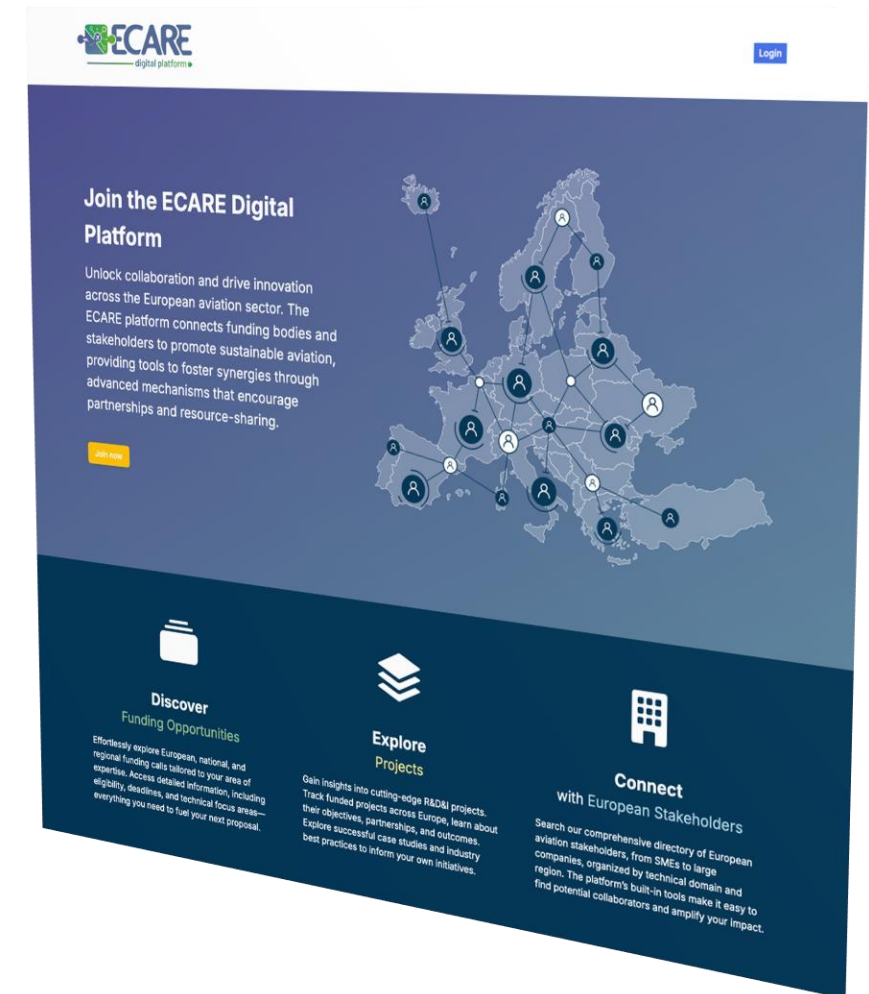 ECARE
digital platform
Login
Join the ECARE Digital
Platform
Unlock collaboration and drive innovation
across the European aviation sector. The
ECARE platform connects funding bodies and
stakeholders to promote sustainable aviation,
providing tools to foster synergies through
advanced mechanisms that encourage
partnerships and resource-sharing.
Join now
Discover
Funding Opportunities
Effortlessly explore European, national, and
regional funding calls tailored to your area of
expertise. Access detailed information, including
eligibility, deadlines, and technical focus areas—
everything you need to fuel your next proposal.
Explore
Projects
Gain insights into cutting-edge R&D&I projects.
Track funded projects across Europe, learn about
their objectives, partnerships, and outcomes.
Explore successful case studies and industry
best practices to inform your own initiatives.
Connect
with European Stakeholders
Search our comprehensive directory of European
aviation stakeholders, from SMEs to large
companies, organized by technical domain and
region. The platform's built-in tools make it easy to
find potential collaborators and amplify your impact.